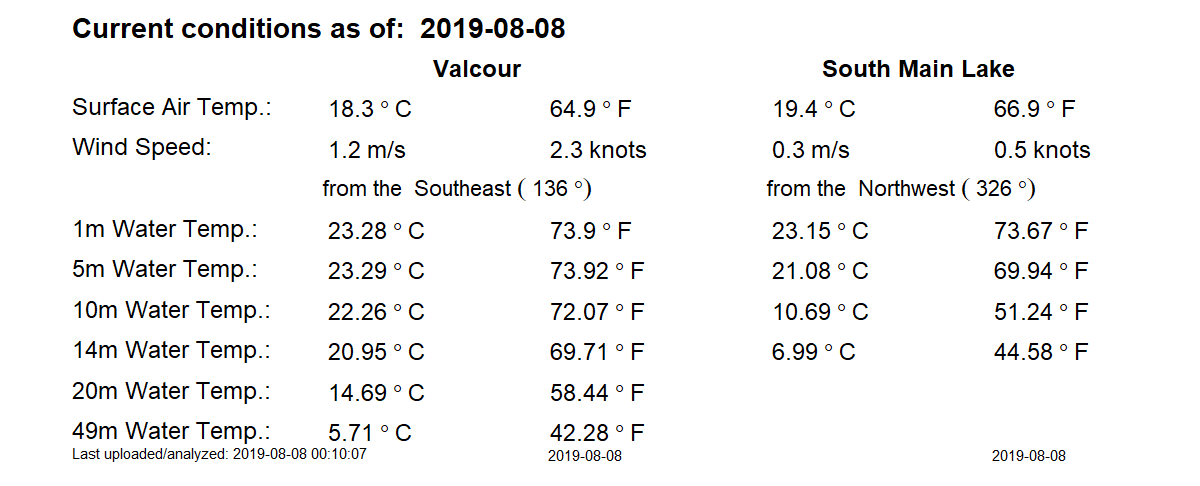 Current conditions as of: 2019-08-08
Valcour South Main Lake
Surface Air Temp.: 18.3 ° C 64.9 ° F 19.4 ° C 66.9 ° F
Wind Speed: 1.2 m/s 2.3 knots 0.3 m/s 0.5 knots
from the Southeast ( 136 °) from the Northwest ( 326 °)
1m Water Temp.: 23.28 ° C 73.9 ° F 23.15 ° C 73.67 ° F
5m Water Temp.: 23.29 ° C 73.92 ° F 21.08 ° C 69.94 ° F
10m Water Temp.: 22.26 ° C 72.07 ° F 10.69 ° C 51.24 ° F
14m Water Temp.: 20.95 ° C 69.71 ° F 6.99 ° C 44.58 ° F
20m Water Temp.: 14.69 ° C 58.44 ° F
49m Water Temp.: 5.71 ° C 42.28 ° F
Last uploaded/analyzed: 2019-08-08 00:10:07 2019-08-08 2019-08-08